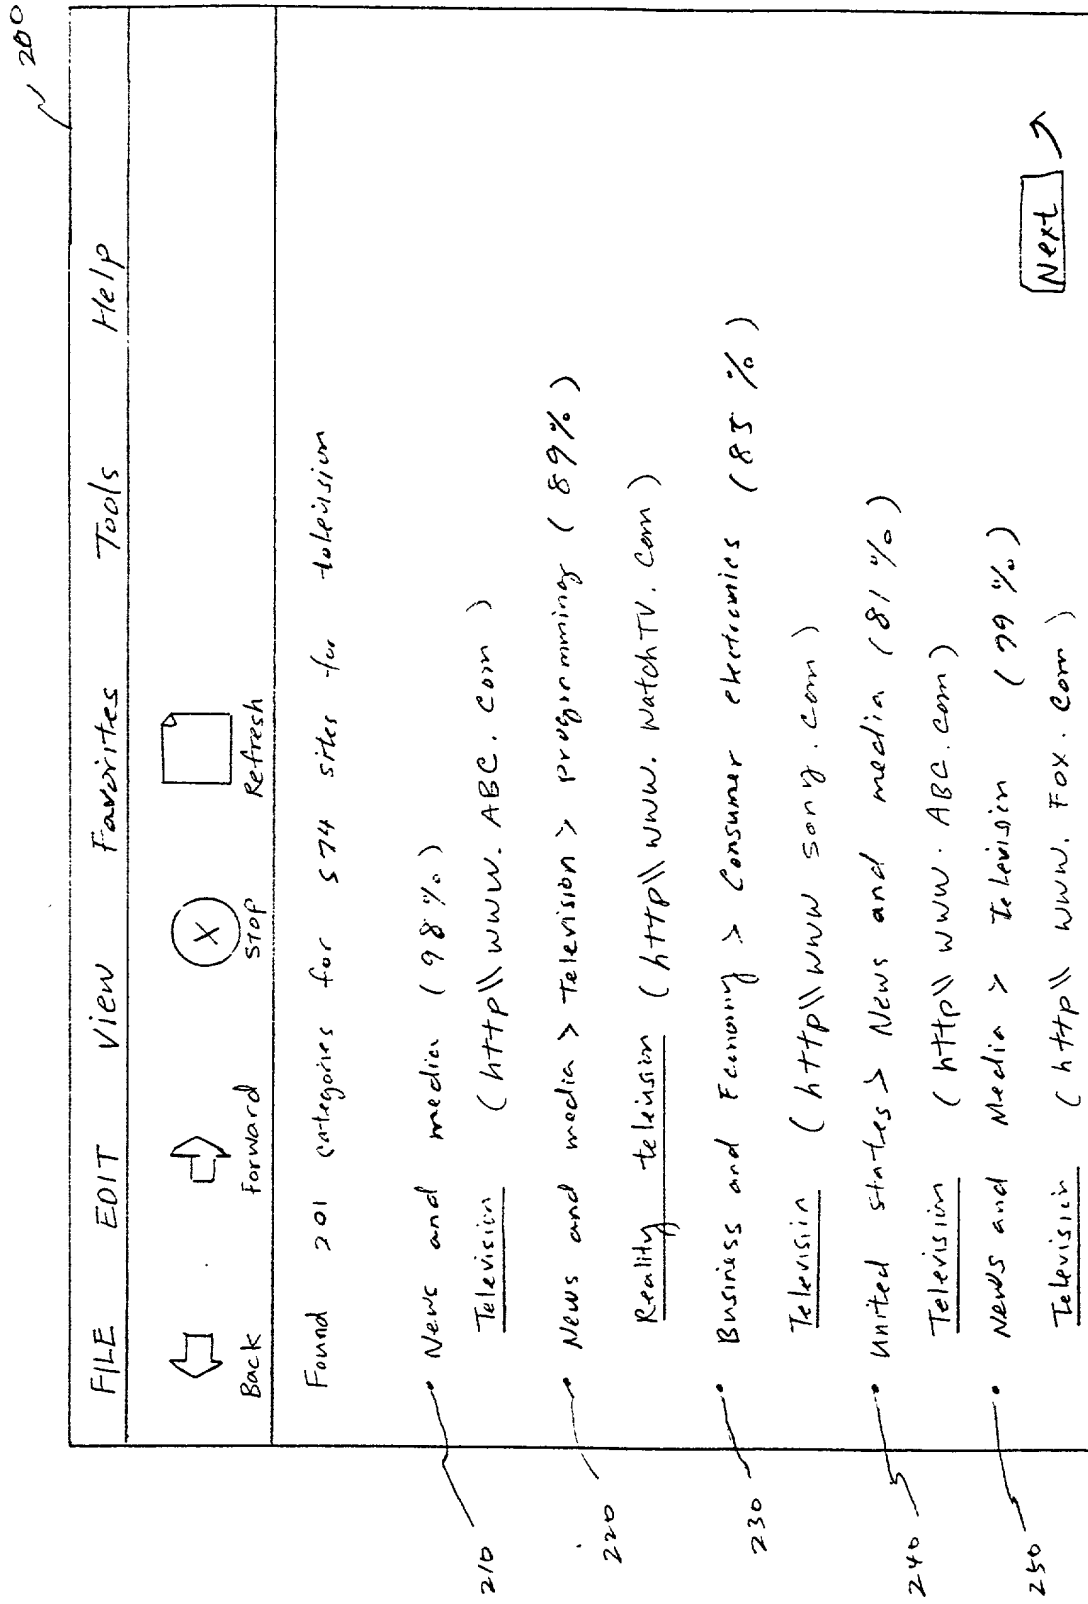 200
FILE EDIT View Favorites Tools Help
Back Forward STOP Refresh
Found 201 categories for 574 sites for television
210 • News and media (98%)
Television (http\\www.ABC.com)
220 • News and media > Television > programming (89%)
Reality television (http\\www.WatchTV.com)
230 • Business and Economy > Consumer electronics (85%)
Television (http\\www sony.com)
240 • United states > News and media (81%)
Television (http\\www.ABC.com)
250 • News and Media > Television (79%)
Television (http\\www.Fox.com)
Next